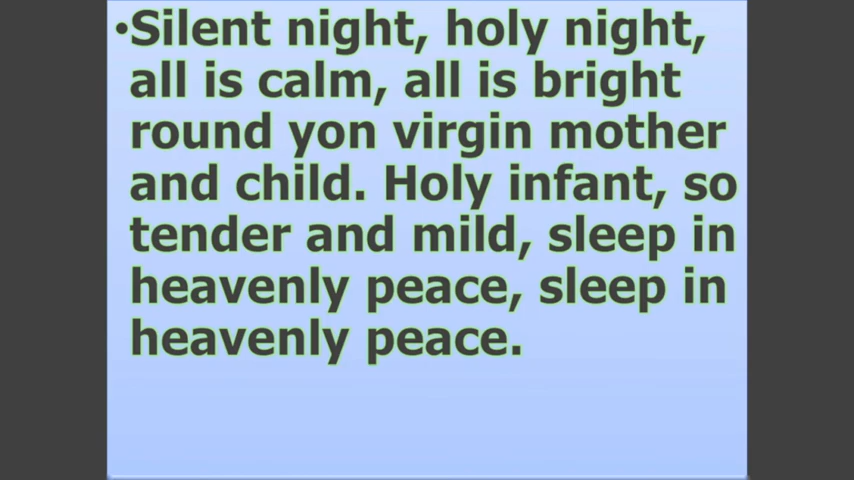 •Silent night, holy night,
all is calm, all is bright
round yon virgin mother
and child. Holy infant, so
tender and mild, sleep in
heavenly peace, sleep in
heavenly peace.